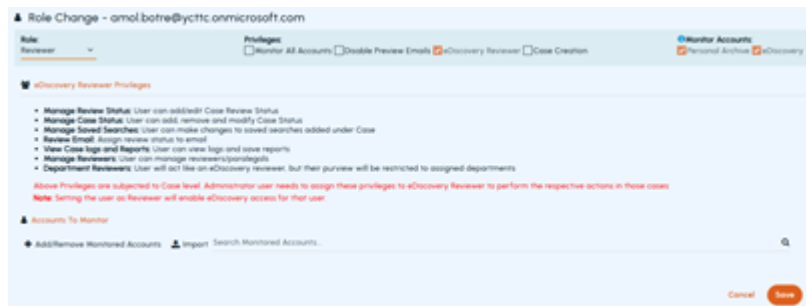 Role Change - amol.botre@ycttc.onmicrosoft.com
Role: Privileges: Monitor Accounts:
Reviewer Monitor All Accounts Disable Preview Emails eDiscovery Reviewer Case Creation Personal Archive eDiscovery
eDiscovery Reviewer Privileges
Manage Review Status: User can add/edit Case Review Status
Manage Case Status: User can add, remove and modify Case Status
Manage Saved Searches: User can make changes to saved searches added under Case
Review Email: Assign review status to email
View Case logs and Reports: User can view logs and save reports
Manage Reviewers: User can manage reviewers/paralegals
Department Reviewers: User will act like an eDiscovery reviewer, but their purview will be restricted to assigned departments
Above Privileges are subjected to Case level. Administrator user needs to assign these privileges to eDiscovery Reviewer to perform the respective actions in those cases.
Note: Setting the user as Reviewer will enable eDiscovery access for that user.
Accounts To Monitor
Add/Remove Monitored Accounts Import Search Monitored Accounts...
Cancel Save